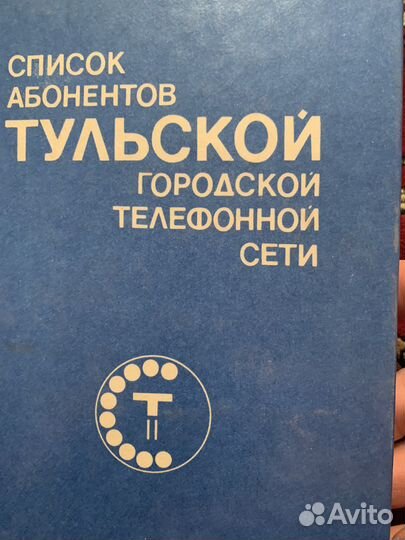 СПИСОК
АБОНЕНТОВ
ТУЛЬСКОЙ
ГОРОДСКОЙ
ТЕЛЕФОННОЙ
СЕТИ
Т
Avito